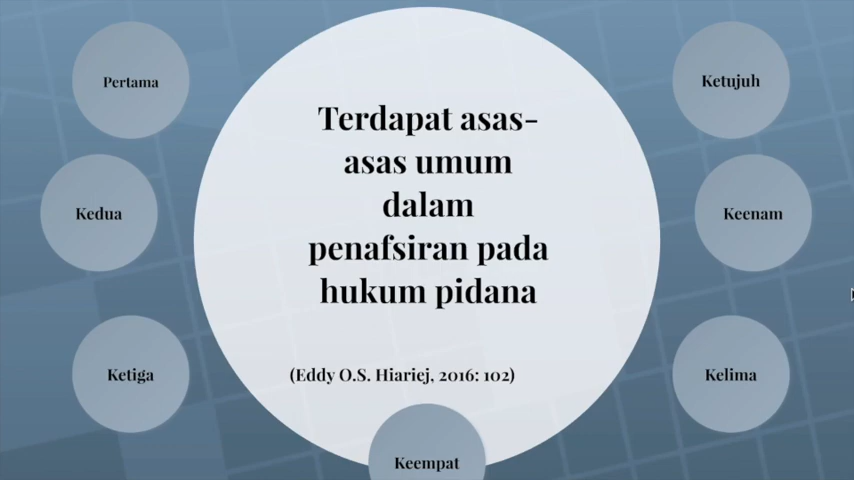 Terdapat asas-
asas umum
dalam
penafsiran pada
hukum pidana
(Eddy O.S. Hiariej, 2016: 102)
Pertama
Kedua
Ketiga
Keempat
Kelima
Keenam
Ketujuh